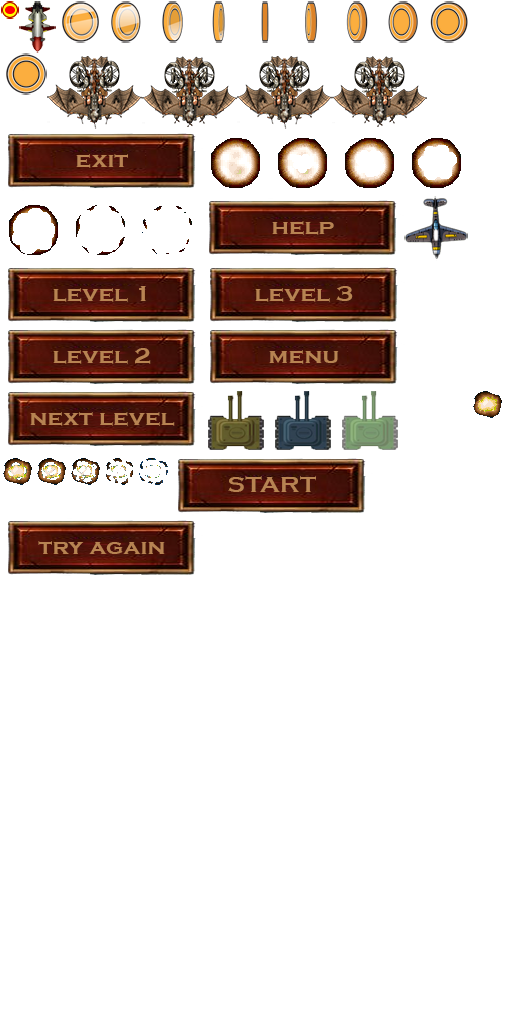 EXIT
HELP
LEVEL 1
LEVEL 3
LEVEL 2
MENU
NEXT LEVEL
START
TRY AGAIN